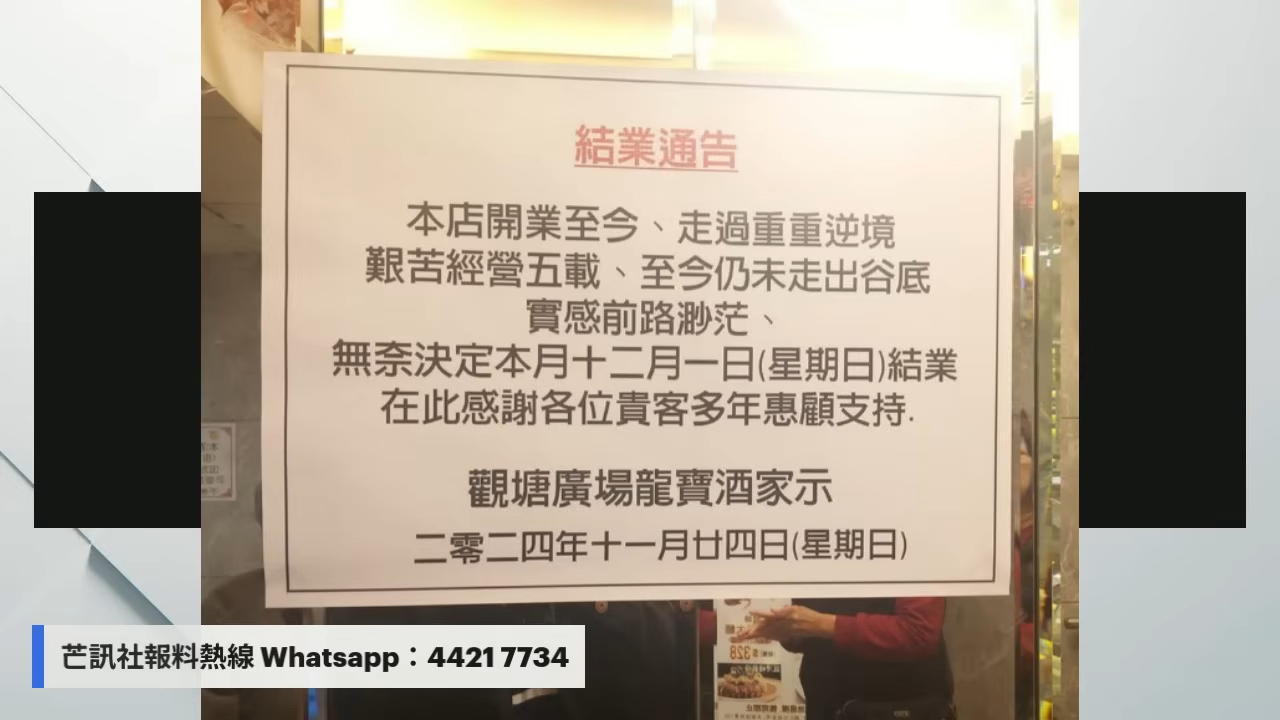 結業通告
本店開業至今、走過重重逆境
艱苦經營五載、至今仍未走出谷底
實感前路渺茫、
無奈決定本月十二月一日(星期日)結業
在此感謝各位貴客多年惠顧支持.
觀塘廣場龍寶酒家示
二零二四年十一月廿四日(星期日)
芒訊社報料熱線 Whatsapp：4421 7734